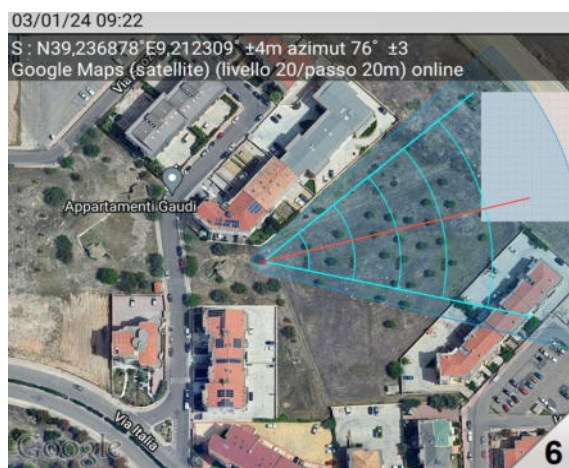 03/01/24 09:22
S : N39,236878°E9,212309° ±4m azimut 76° ±3
Google Maps (satellite) (livello 20/passo 20m) online
Appartamenti Gaudi
Via Italia
Google
6